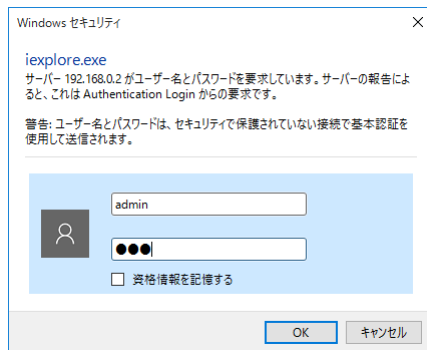 Windows セキュリティ
iexplore.exe
サーバー 192.168.0.2 がユーザー名とパスワードを要求しています。サーバーの報告によ
ると、これは Authentication Login からの要求です。
警告: ユーザー名とパスワードは、セキュリティで保護されていない接続で基本認証を
使用して送信されます。
admin
●●●
資格情報を記憶する
OK キャンセル